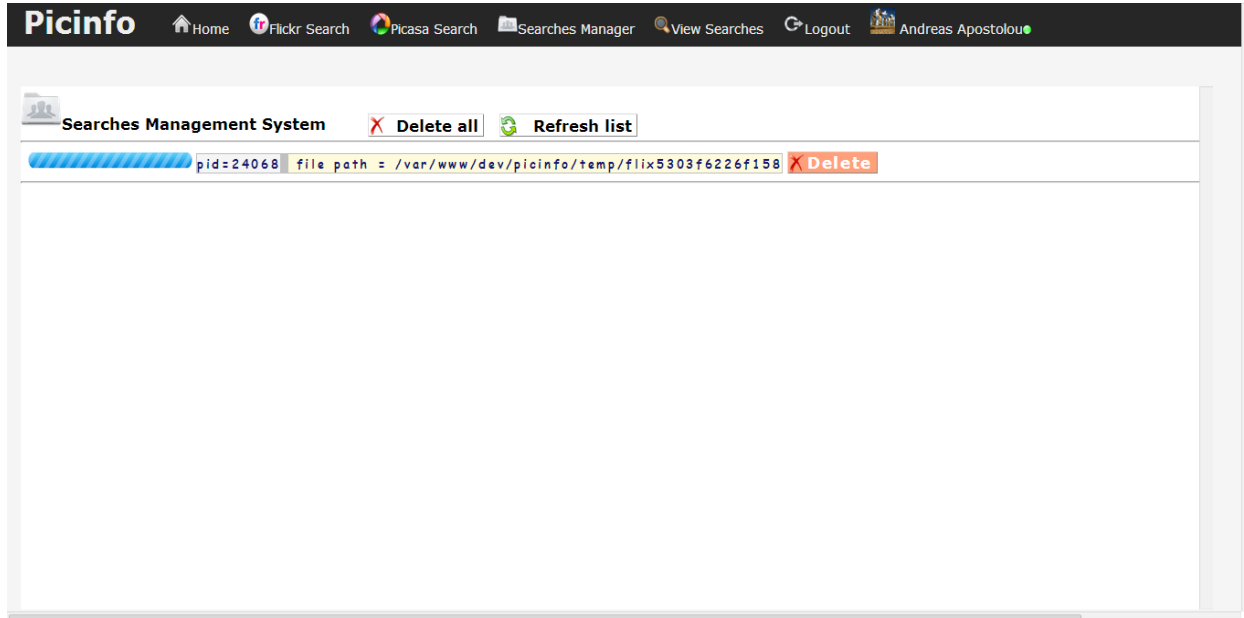 Picinfo Home fr Flickr Search Picasa Search Searches Manager View Searches Logout Andreas Apostolou
Searches Management System Delete all Refresh list
pid=24068 file path = /var/www/dev/picinfo/temp/flix5303f6226f158 Delete